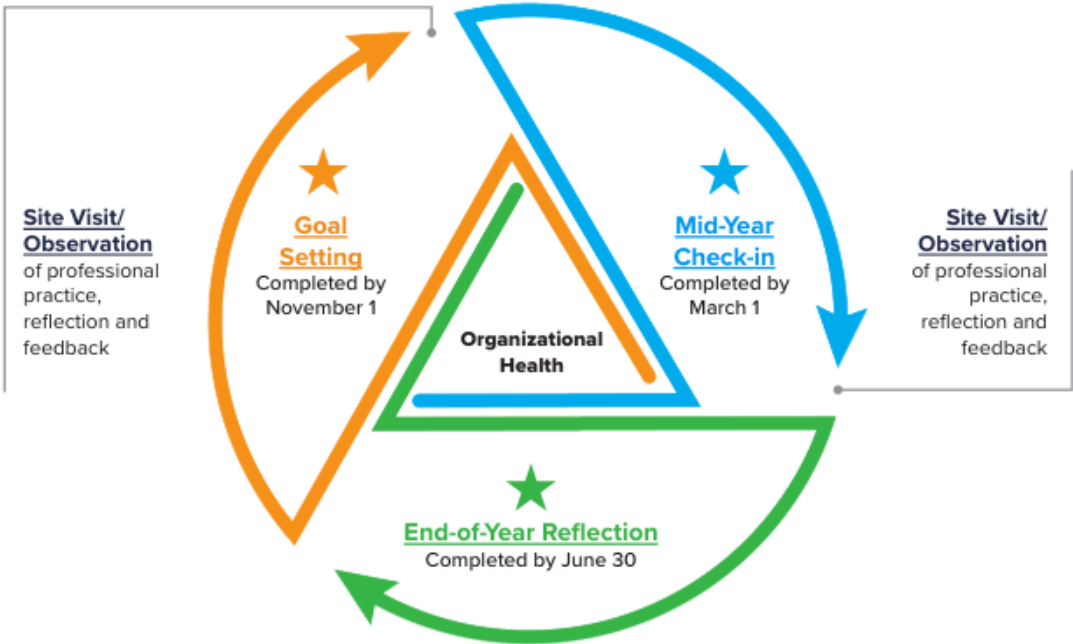 Site Visit/
Observation
of professional
practice,
reflection and
feedback
Goal
Setting
Completed by
November 1
Mid-Year
Check-in
Completed by
March 1
Site Visit/
Observation
of professional
practice,
reflection and
feedback
Organizational
Health
End-of-Year Reflection
Completed by June 30